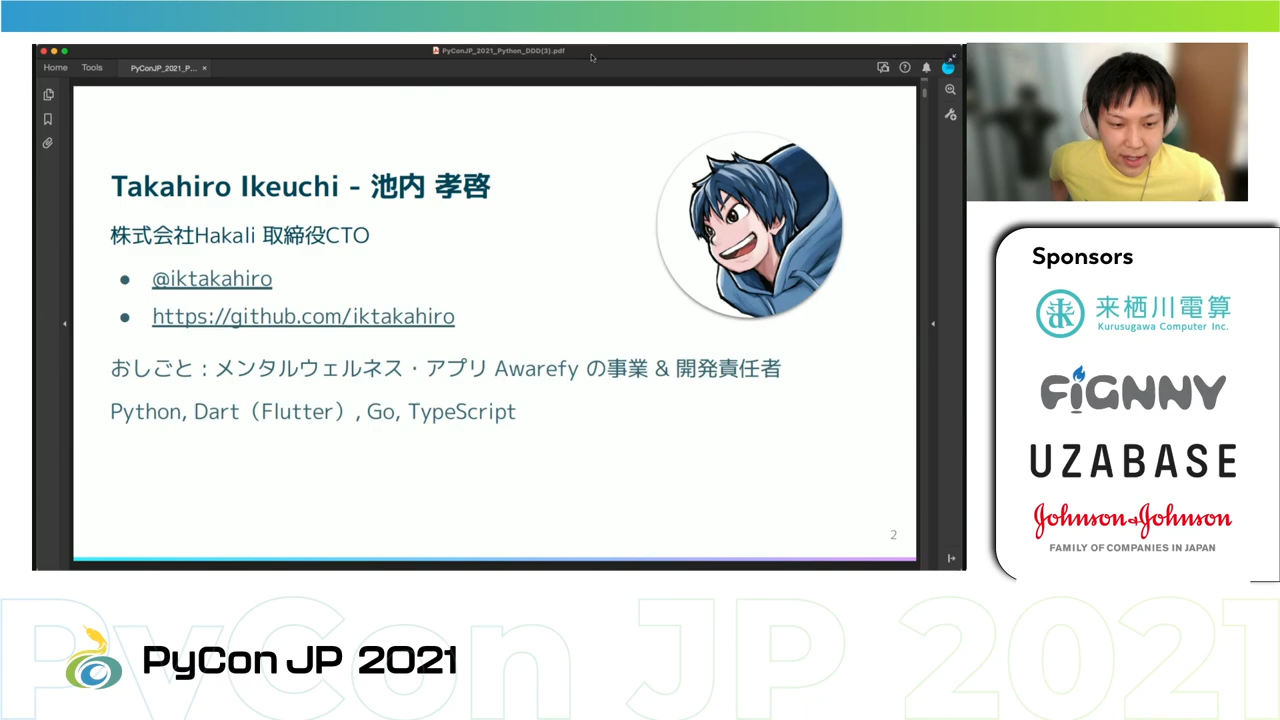 PyConJP_2021_Python_DDD(3).pdf
Home Tools PyConJP_2021_P... ×
Takahiro Ikeuchi - 池内 孝啓
株式会社Hakali 取締役CTO
● @iktakahiro
● https://github.com/iktakahiro
おしごと : メンタルウェルネス・アプリ Awarefy の事業 & 開発責任者
Python, Dart（Flutter）, Go, TypeScript
2
Sponsors
来栖川電算
Kurusugawa Computer Inc.
FiGNNY
UZABASE
Johnson & Johnson
FAMILY OF COMPANIES IN JAPAN
PyCon JP 2021
PyCon JP 2021